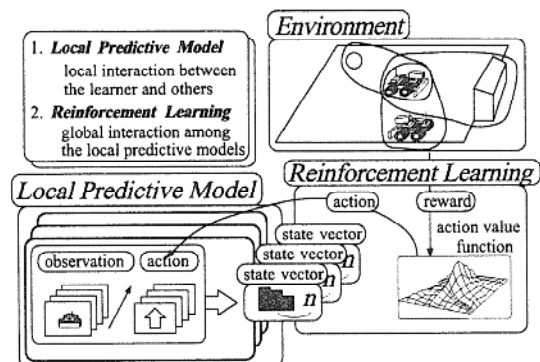 1. Local Predictive Model
local interaction between
the learner and others
2. Reinforcement Learning
global interaction among
the local predictive models
Environment
Local Predictive Model
observation
action
state vector
state vector
state vector
n
n
n
Reinforcement Learning
action
reward
action value
function